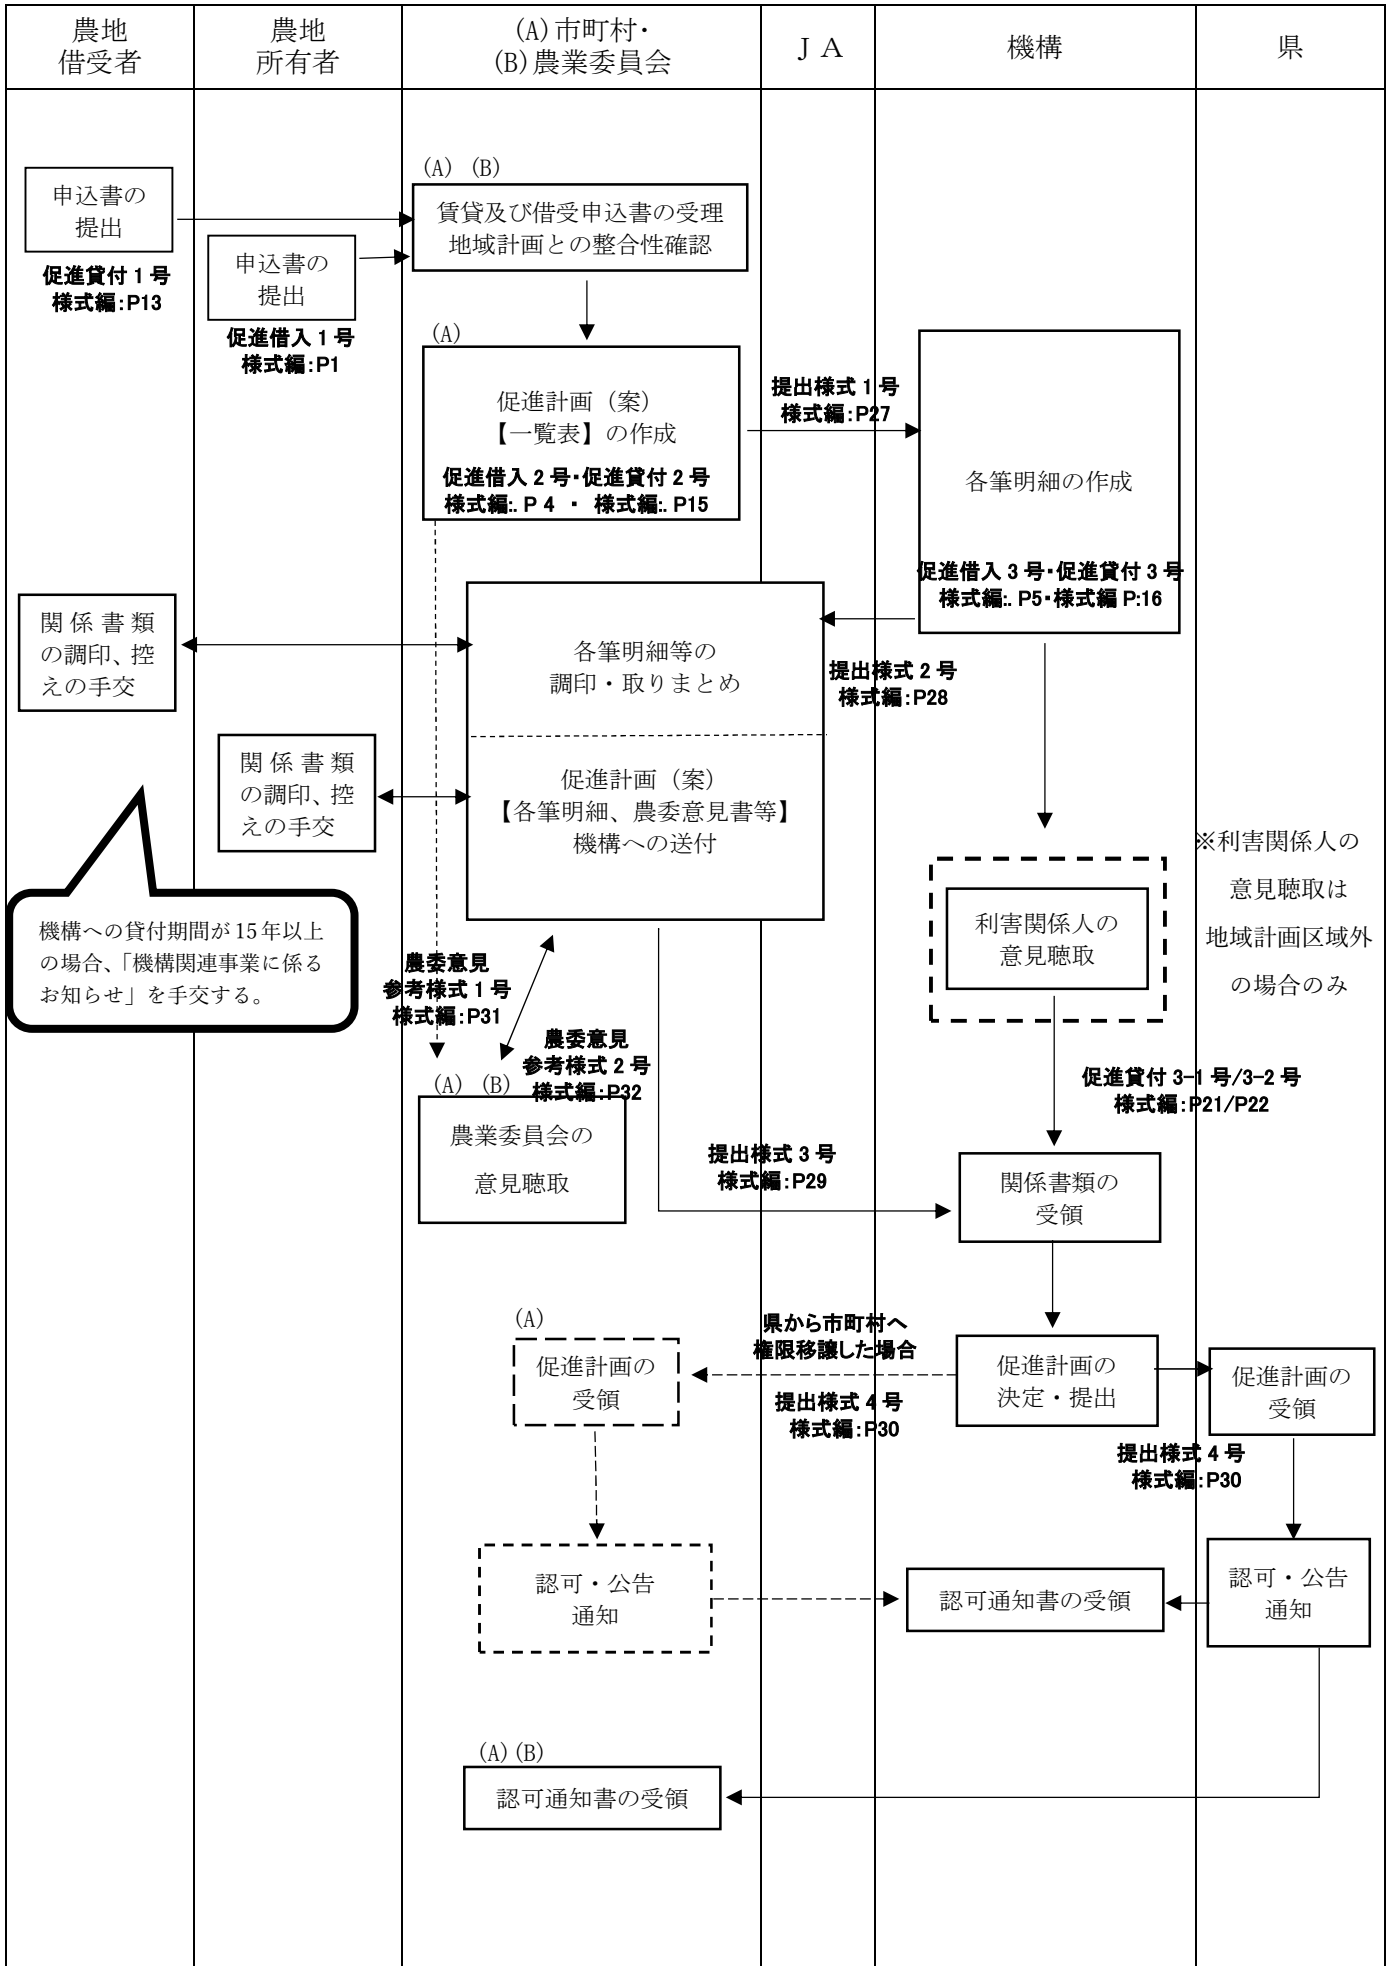 農地
借受者
農地
所有者
(A)市町村・
(B)農業委員会
ＪＡ
機構
県
(A) (B)
申込書の
提出
促進貸付１号
様式編:P13
申込書の
提出
促進借入１号
様式編:P1
賃貸及び借受申込書の受理
地域計画との整合性確認
(A)
促進計画（案）
【一覧表】の作成
促進借入２号・促進貸付２号
様式編:. P４ ・ 様式編:. P15
提出様式１号
様式編:P27
各筆明細の作成
促進借入３号・促進貸付３号
様式編:. P5・様式編 P:16
関係書類
の調印、控
えの手交
各筆明細等の
調印・取りまとめ
提出様式２号
様式編:P28
関係書類
の調印、控
えの手交
促進計画（案）
【各筆明細、農委意見書等】
機構への送付
※利害関係人の
意見聴取は
地域計画区域外
の場合のみ
利害関係人の
意見聴取
機構への貸付期間が15年以上
の場合、「機構関連事業に係る
お知らせ」を手交する。
農委意見
参考様式１号
様式編:P31
農委意見
参考様式２号
様式編:P32
(A) (B)
農業委員会の
意見聴取
促進貸付3-1号/3-2号
様式編:P21/P22
提出様式３号
様式編:P29
関係書類の
受領
(A)
促進計画の
受領
県から市町村へ
権限移譲した場合
提出様式４号
様式編:P30
促進計画の
決定・提出
促進計画の
受領
提出様式４号
様式編:P30
認可・公告
通知
認可通知書の受領
認可・公告
通知
(A)(B)
認可通知書の受領